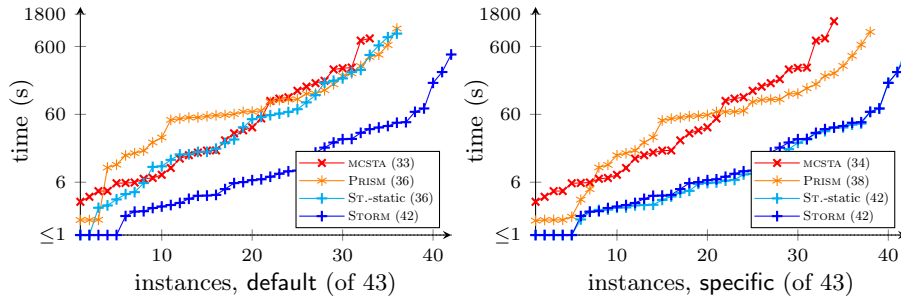 1800
600
60
6
≤1
time (s)
10
20
30
40
instances, default (of 43)
MCSTA (33)
PRISM (36)
ST.-static (36)
STORM (42)
1800
600
60
6
≤1
time (s)
10
20
30
40
instances, specific (of 43)
MCSTA (34)
PRISM (38)
ST.-static (42)
STORM (42)